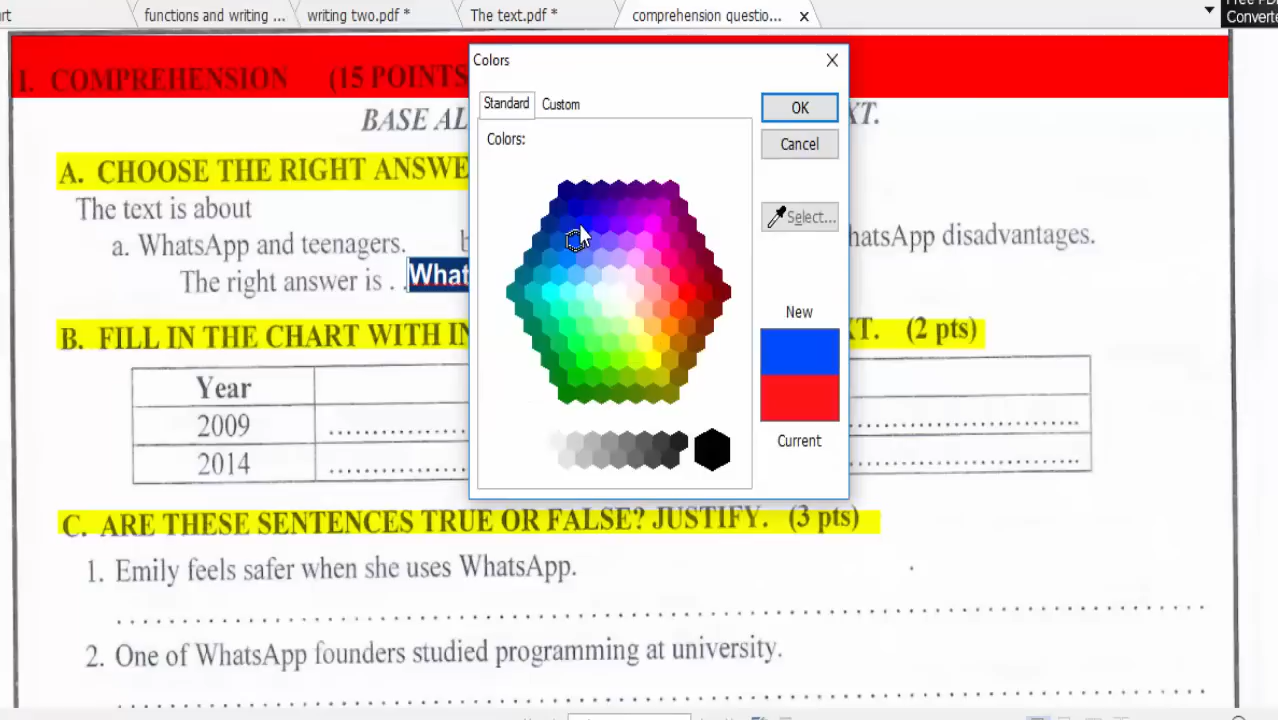 functions and writing ...
writing two.pdf *
The text.pdf *
comprehension questio... x
Converte
I. COMPREHENSION (15 POINTS
BASE AL
XT.
A. CHOOSE THE RIGHT ANSWE
The text is about
a. WhatsApp and teenagers.
hatsApp disadvantages.
The right answer is . . What
B. FILL IN THE CHART WITH IN
XT. (2 pts)
Year
2009
2014
C. ARE THESE SENTENCES TRUE OR FALSE? JUSTIFY. (3 pts)
1. Emily feels safer when she uses WhatsApp.
2. One of WhatsApp founders studied programming at university.
Colors
Standard Custom
Colors:
OK
Cancel
Select...
New
Current